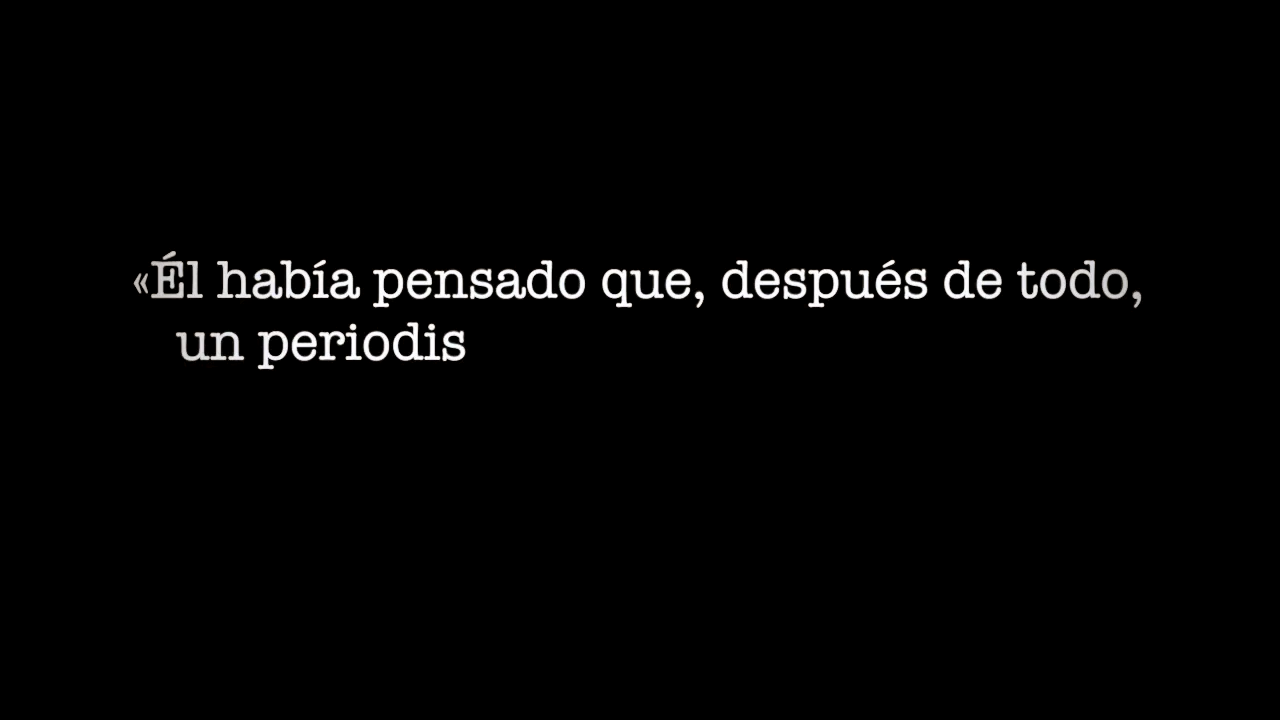 «Él había pensado que, después de todo,
un periodis